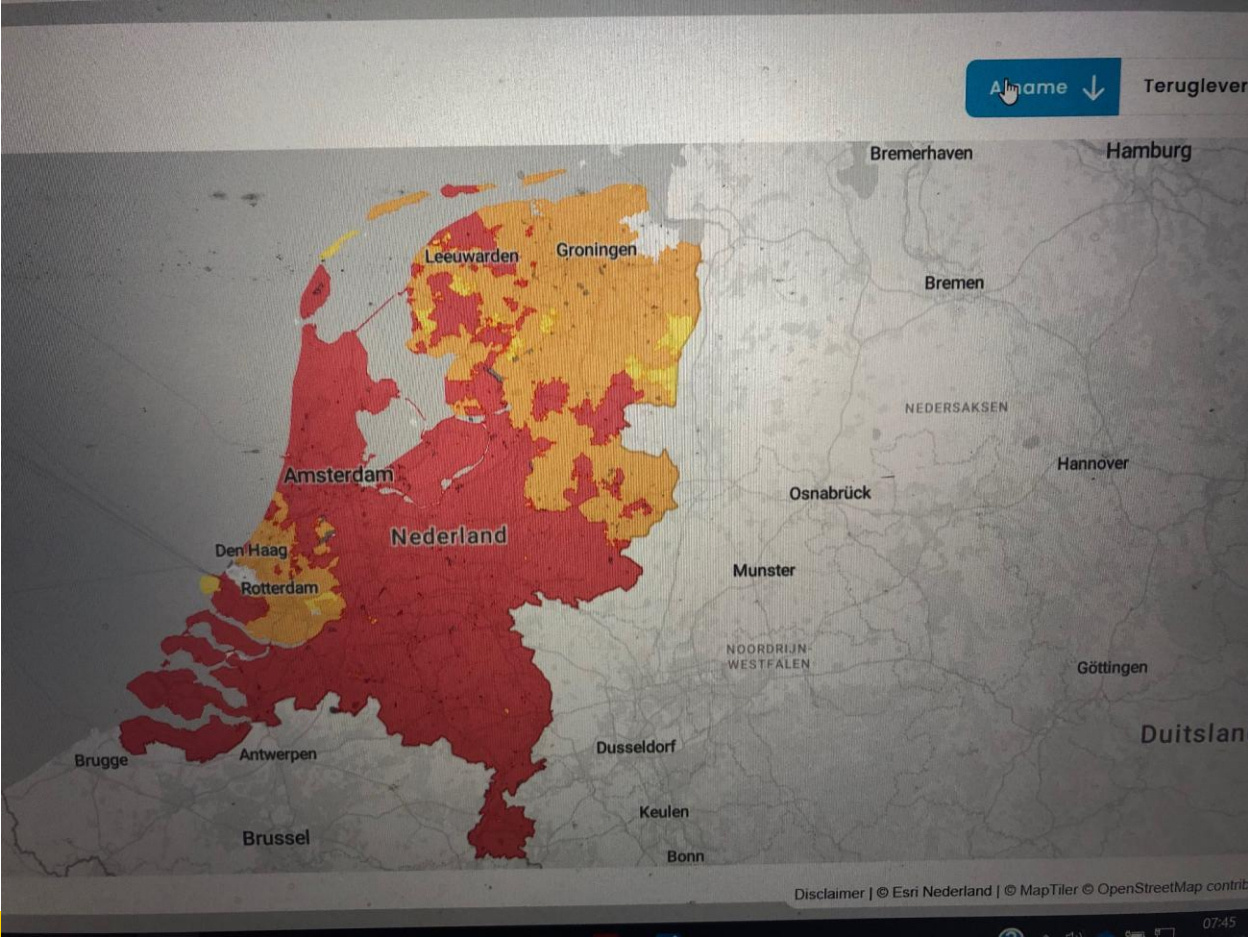 Afname ↓
Teruglever
Bremerhaven
Hamburg
Leeuwarden
Groningen
Bremen
NEDERSAKSEN
Amsterdam
Hannover
Osnabrück
Nederland
Den Haag
Munster
Rotterdam
NOORDRIJN-
WESTFALEN
Göttingen
Duitslan
Brugge
Antwerpen
Dusseldorf
Keulen
Brussel
Bonn
Disclaimer | © Esri Nederland | © MapTiler © OpenStreetMap contrib
07:45